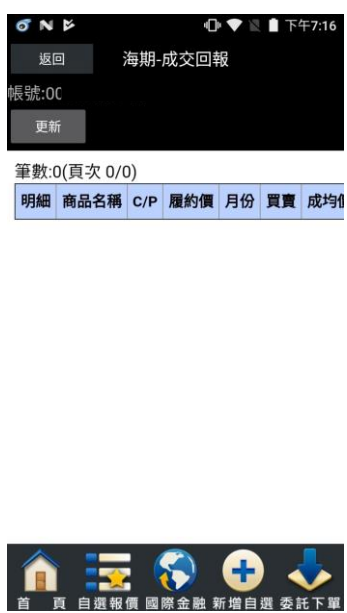 下午7:16
返回
海期-成交回報
帳號:00
更新
筆數:0(頁次 0/0)
明細 商品名稱 C/P 履約價 月份 買賣 成均價
首 頁 自選報價 國際金融 新增自選 委託下單